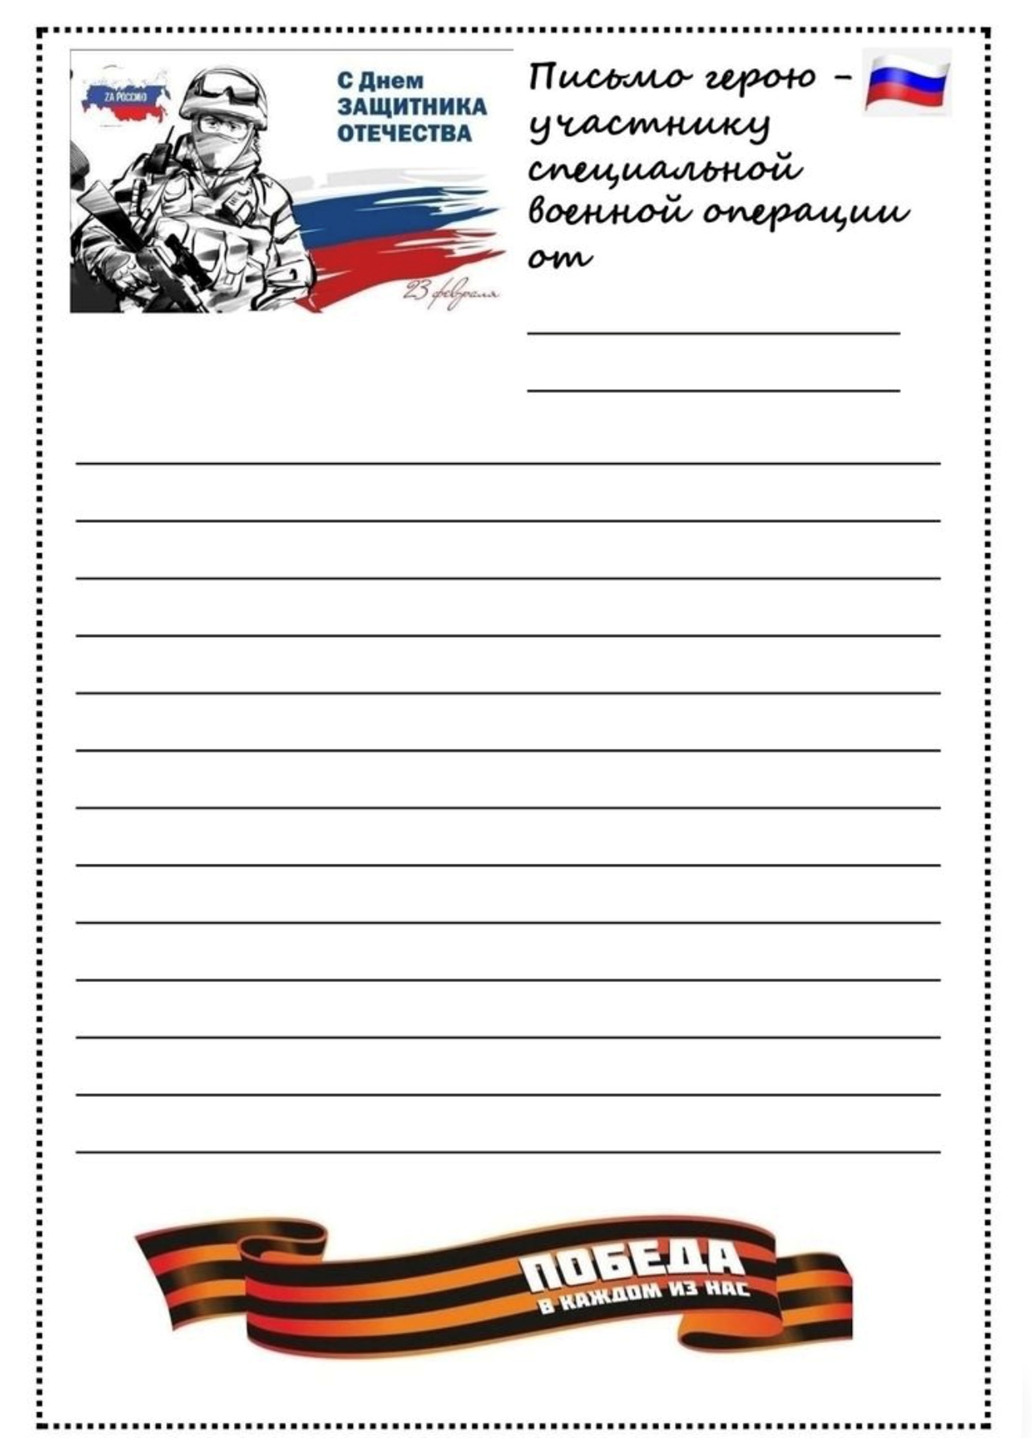 ZA РОССИЮ
С Днем
ЗАЩИТНИКА
ОТЕЧЕСТВА
23 февраля
Письмо герою -
участнику
специальной
военной операции
от
ПОБЕДА
В КАЖДОМ ИЗ НАС